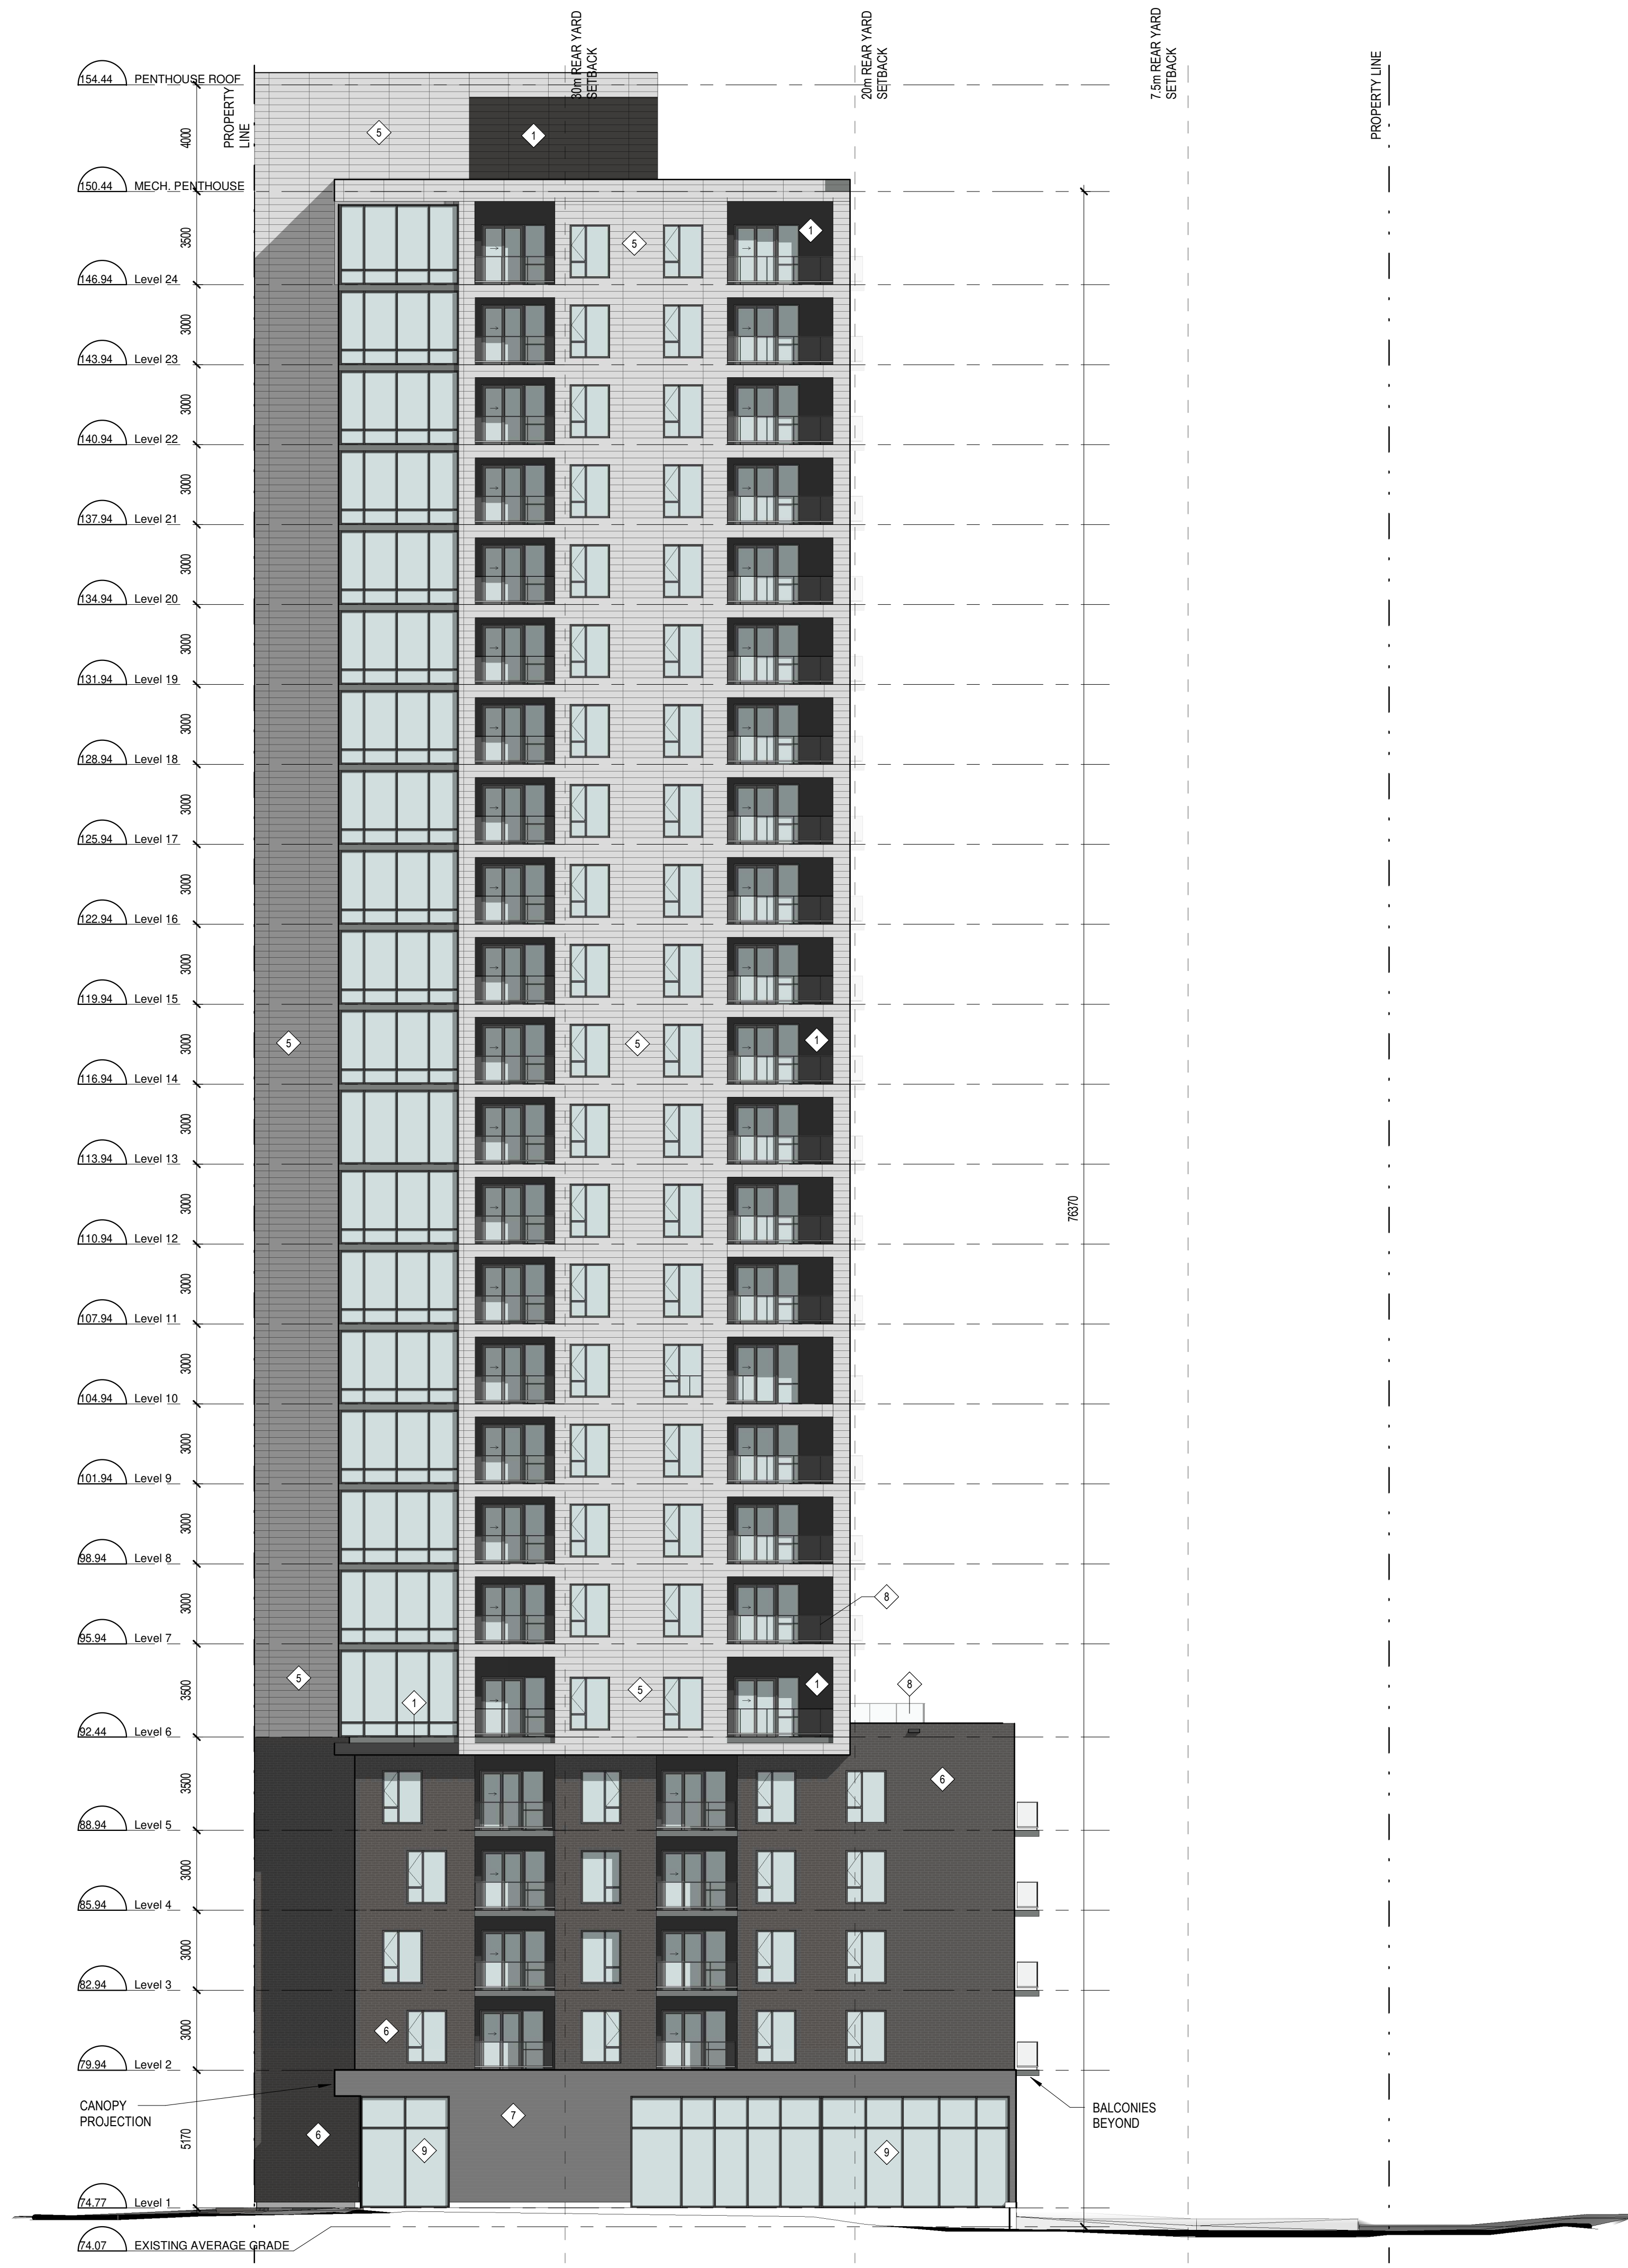 30m REAR YARD
SETBACK
20m REAR YARD
SETBACK
7.5m REAR YARD
SETBACK
PROPERTY LINE
154.44 PENTHOUSE ROOF
PROPERTY
LINE
4000
5
1
150.44 MECH. PENTHOUSE
3500
5
1
146.94 Level 24
3000
143.94 Level 23
3000
140.94 Level 22
3000
137.94 Level 21
3000
134.94 Level 20
3000
131.94 Level 19
3000
128.94 Level 18
3000
125.94 Level 17
3000
122.94 Level 16
3000
119.94 Level 15
3000
5
5
1
116.94 Level 14
3000
113.94 Level 13
3000
76370
110.94 Level 12
3000
107.94 Level 11
3000
104.94 Level 10
3000
101.94 Level 9
3000
98.94 Level 8
3000
8
95.94 Level 7
3500
5
1
5
1
8
92.44 Level 6
3500
6
88.94 Level 5
3000
85.94 Level 4
3000
82.94 Level 3
3000
6
79.94 Level 2
CANOPY
PROJECTION
BALCONIES
BEYOND
5170
6
7
9
9
74.77 Level 1
74.07 EXISTING AVERAGE GRADE